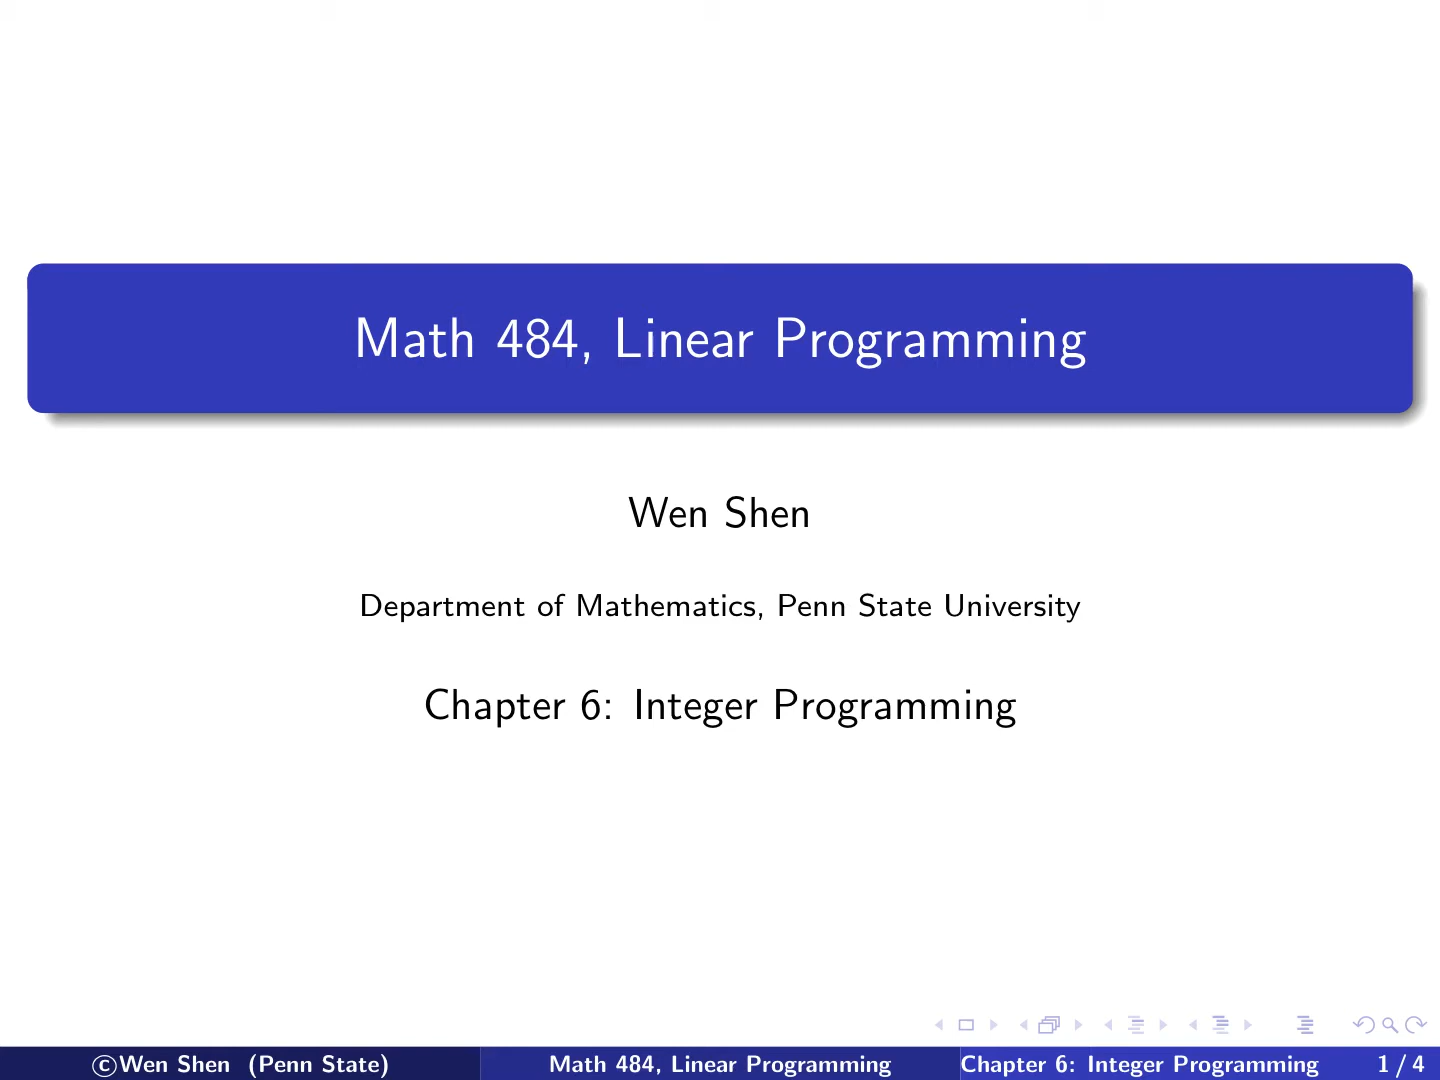 Math 484, Linear Programming
Wen Shen
Department of Mathematics, Penn State University
Chapter 6: Integer Programming
©Wen Shen (Penn State) Math 484, Linear Programming Chapter 6: Integer Programming 1 / 4